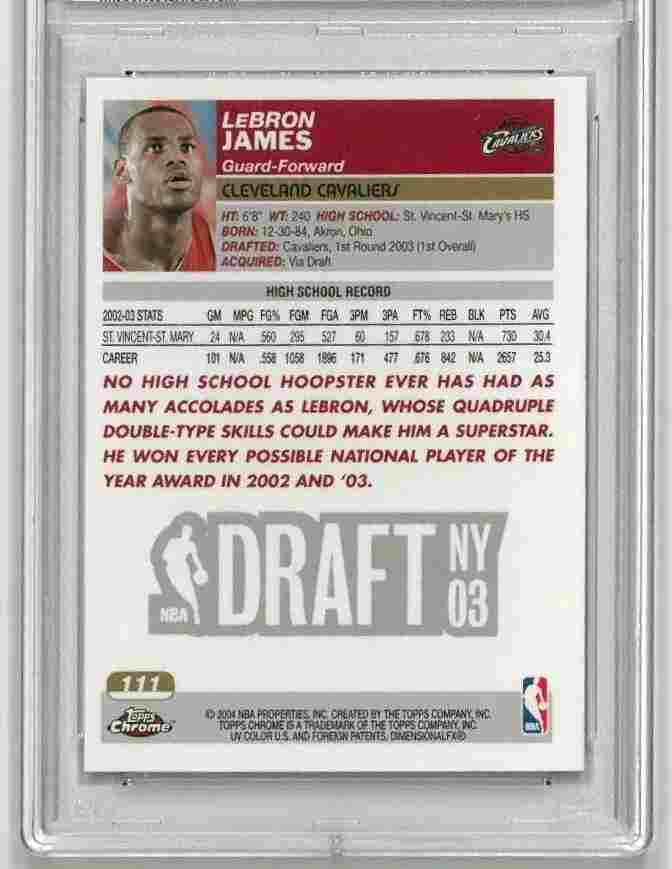 LEBRON
JAMES
Guard-Forward
CAVALIERS
CLEVELAND CAVALIERS
HT: 6'8" WT: 240 HIGH SCHOOL: St. Vincent-St. Mary's HS
BORN: 12-30-84, Akron, Ohio
DRAFTED: Cavaliers, 1st Round 2003 (1st Overall)
ACQUIRED: Via Draft
HIGH SCHOOL RECORD
2002-03 STATS GM MPG FG% FGM FGA 3PM 3PA FT% REB BLK PTS AVG
ST. VINCENT-ST. MARY 24 N/A .560 295 527 60 157 .678 233 N/A 730 30.4
CAREER 101 N/A .558 1058 1896 171 477 .676 842 N/A 2657 25.3
NO HIGH SCHOOL HOOPSTER EVER HAS HAD AS
MANY ACCOLADES AS LEBRON, WHOSE QUADRUPLE
DOUBLE-TYPE SKILLS COULD MAKE HIM A SUPERSTAR.
HE WON EVERY POSSIBLE NATIONAL PLAYER OF THE
YEAR AWARD IN 2002 AND '03.
NBA DRAFT NY 03
111
Topps Chrome
© 2004 NBA PROPERTIES, INC. CREATED BY THE TOPPS COMPANY, INC.
TOPPS CHROME IS A TRADEMARK OF THE TOPPS COMPANY, INC.
UV COLOR U.S. AND FOREIGN PATENTS, DIMENSIONALFX®
NBA